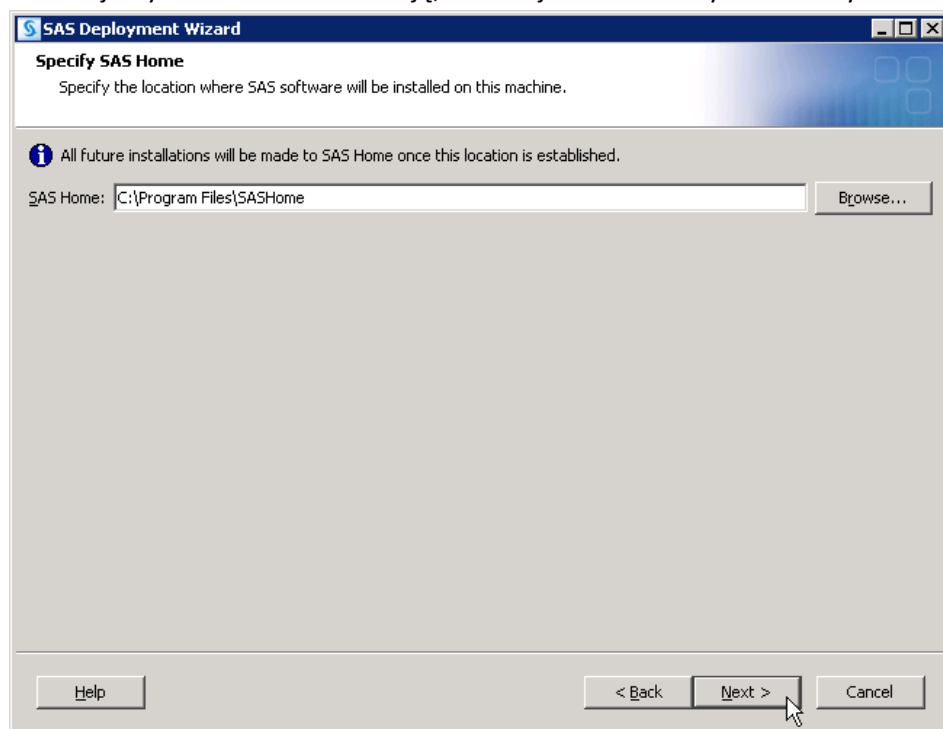 SAS Deployment Wizard
Specify SAS Home
Specify the location where SAS software will be installed on this machine.
All future installations will be made to SAS Home once this location is established.
SAS Home: C:\Program Files\SASHome Browse...
Help < Back Next > Cancel